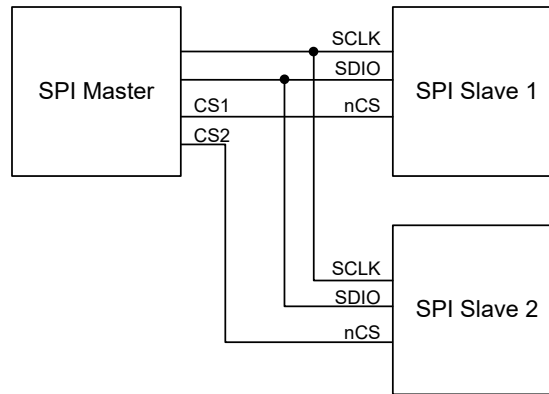 SCLK
SDIO
SPI Master
SPI Slave 1
CS1
nCS
CS2
SCLK
SDIO
SPI Slave 2
nCS